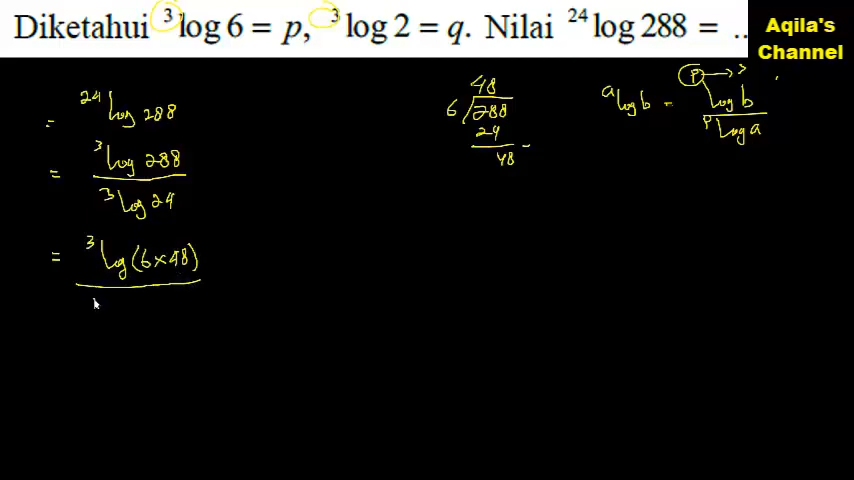 Diketahui ³log 6 = p, ³log 2 = q. Nilai ²⁴log 288 = ..
Aqila's
Channel
= ²⁴log 288
= ³log 288
³log 24
= ³log(6×48)
48
6 288
24
48 -
ᵃlog b = ᵖlog b
ᵖlog a